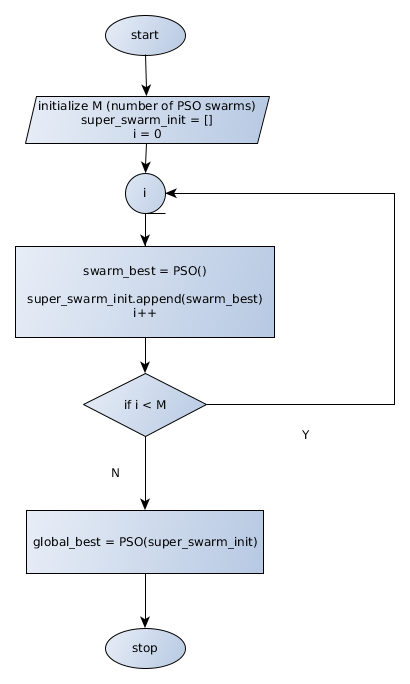 start
initialize M (number of PSO swarms)
super_swarm_init = []
i = 0
i
swarm_best = PSO()
super_swarm_init.append(swarm_best)
i++
if i < M
Y
N
global_best = PSO(super_swarm_init)
stop